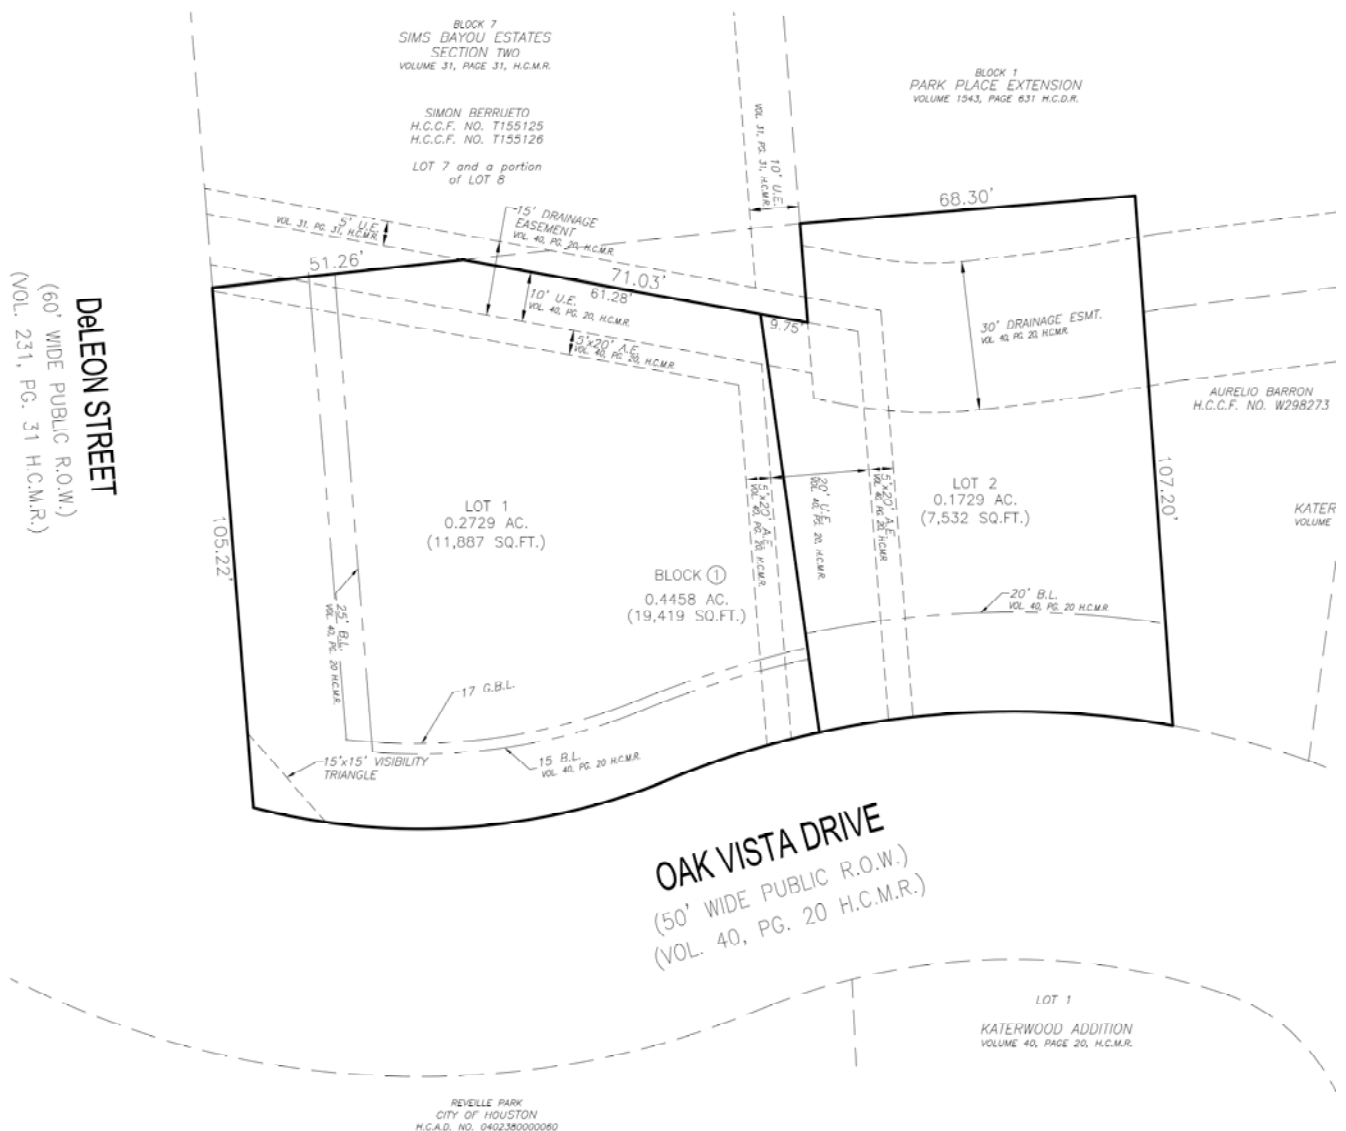 BLOCK 7
SIMS BAYOU ESTATES
SECTION TWO
VOLUME 31, PAGE 31, H.C.M.R.
SIMON BERRUETO
H.C.C.F. NO. T155125
H.C.C.F. NO. T155126
LOT 7 and a portion
of LOT 8
BLOCK 1
PARK PLACE EXTENSION
VOLUME 1543, PAGE 631 H.C.D.R.
10' U.E.
VOL. 31, PG. 31, H.C.M.R.
68.30'
5' U.E.
VOL. 31, PG. 31, H.C.M.R.
15' DRAINAGE
EASEMENT
VOL. 40, PG. 20, H.C.M.R.
51.26'
71.03'
61.28'
9.75'
10' U.E.
VOL. 40, PG. 20, H.C.M.R.
5'x20' A.E.
VOL. 40, PG. 20, H.C.M.R.
30' DRAINAGE ESMT.
VOL. 40, PG. 20, H.C.M.R.
AURELIO BARRON
H.C.C.F. NO. W298273
DeLEON STREET
(60' WIDE PUBLIC R.O.W.)
(VOL. 231, PG. 31 H.C.M.R.)
105.22'
LOT 1
0.2729 AC.
(11,887 SQ.FT.)
5'x20' A.E.
VOL. 40, PG. 20, H.C.M.R.
20' U.E.
VOL. 40, PG. 20, H.C.M.R.
5'x20' A.E.
VOL. 40, PG. 20, H.C.M.R.
LOT 2
0.1729 AC.
(7,532 SQ.FT.)
107.20'
KATER
VOLUME
BLOCK 1
0.4458 AC.
(19,419 SQ.FT.)
25' B.L.
VOL. 40, PG. 20 H.C.M.R.
20' B.L.
VOL. 40, PG. 20 H.C.M.R.
17 G.B.L.
15 B.L.
VOL. 40, PG. 20 H.C.M.R.
15'x15' VISIBILITY
TRIANGLE
OAK VISTA DRIVE
(50' WIDE PUBLIC R.O.W.)
(VOL. 40, PG. 20 H.C.M.R.)
LOT 1
KATERWOOD ADDITION
VOLUME 40, PAGE 20, H.C.M.R.
REVEILLE PARK
CITY OF HOUSTON
H.C.A.D. NO. 0402380000060